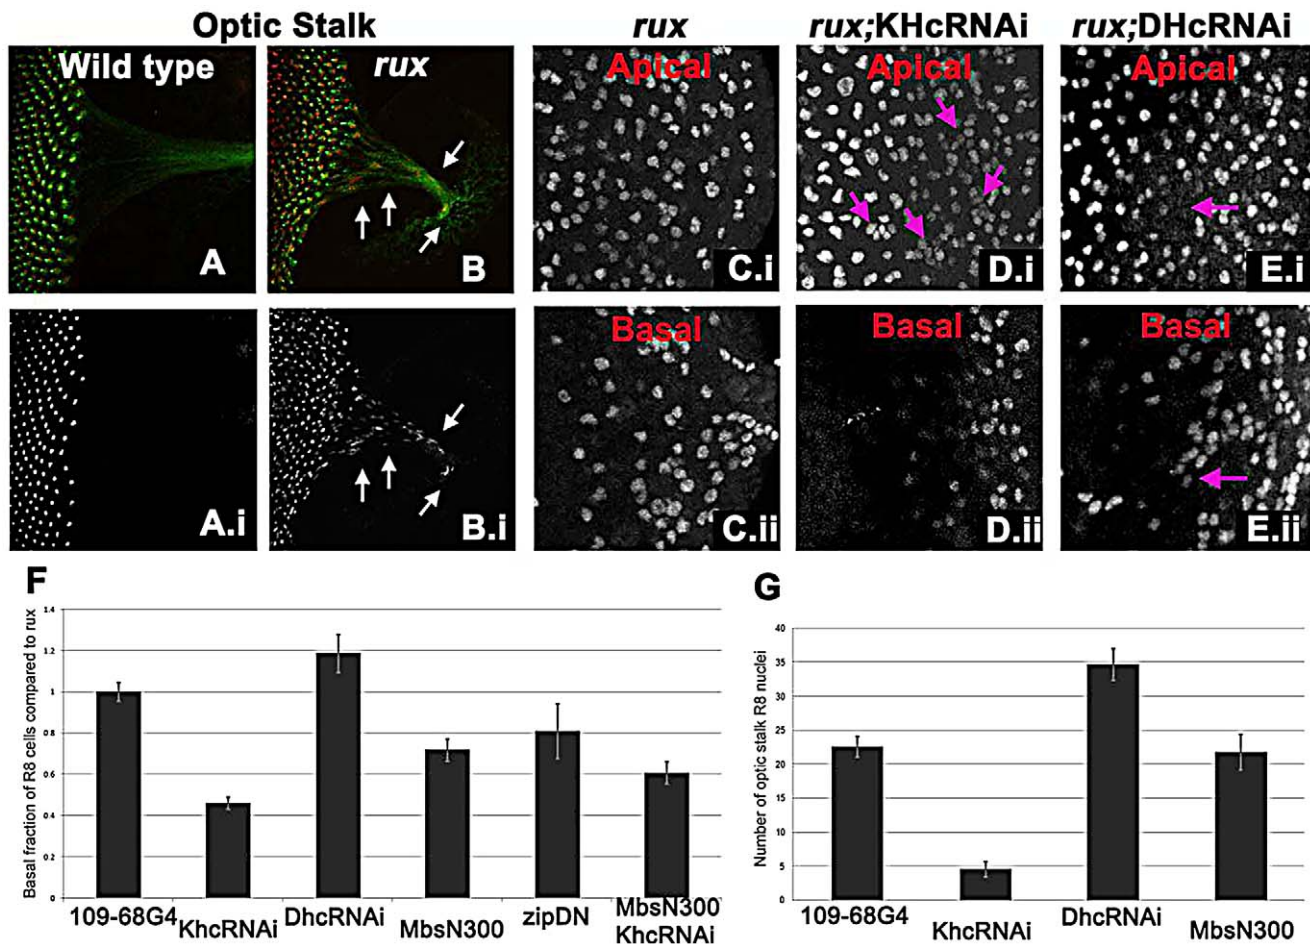 Optic Stalk rux rux;KHcRNAi rux;DHcRNAi
Wild type rux Apical Apical Apical
A B C.i D.i E.i
Basal Basal Basal
A.i B.i C.ii D.ii E.ii
F
Basal fraction of R8 cells compared to rux
1.4
1.2
1
0.8
0.6
0.4
0.2
0
109-68G4 KhcRNAi DhcRNAi MbsN300 zipDN MbsN300
KhcRNAi
G
Number of optic stalk R8 nuclei
40
35
30
25
20
15
10
5
0
109-68G4 KhcRNAi DhcRNAi MbsN300